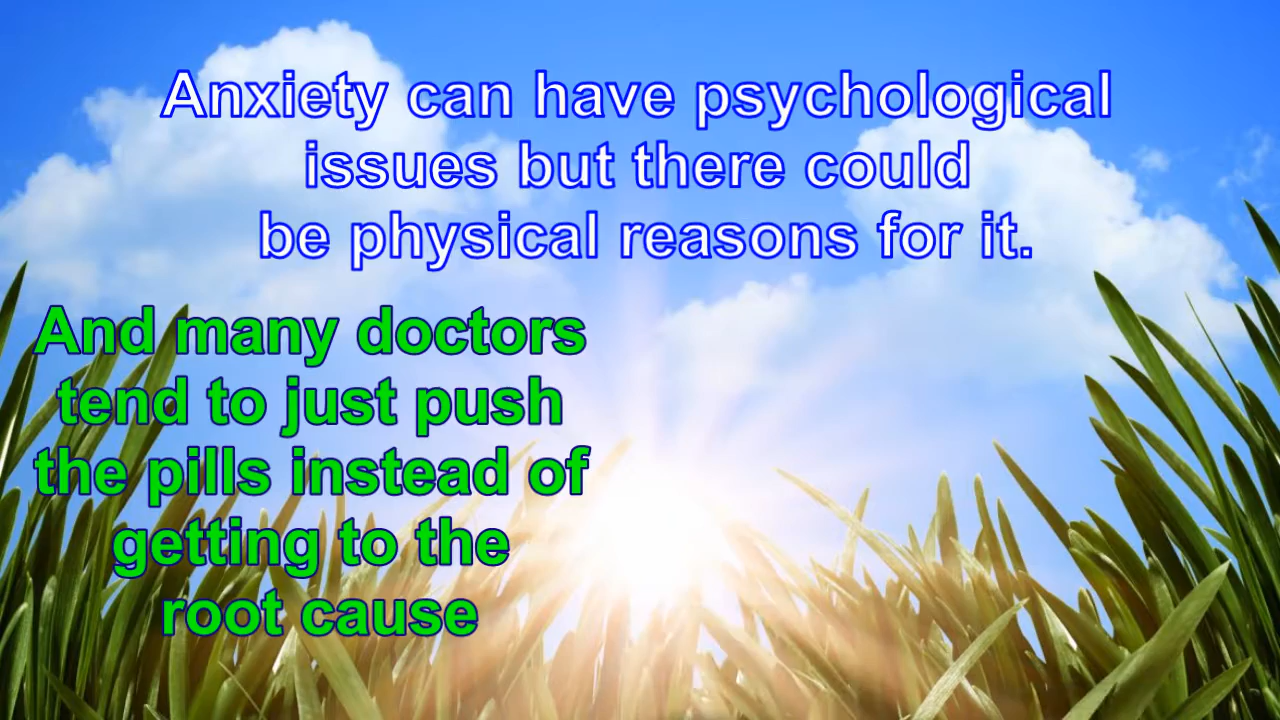 Anxiety can have psychological
issues but there could
be physical reasons for it.
And many doctors
tend to just push
the pills instead of
getting to the
root cause